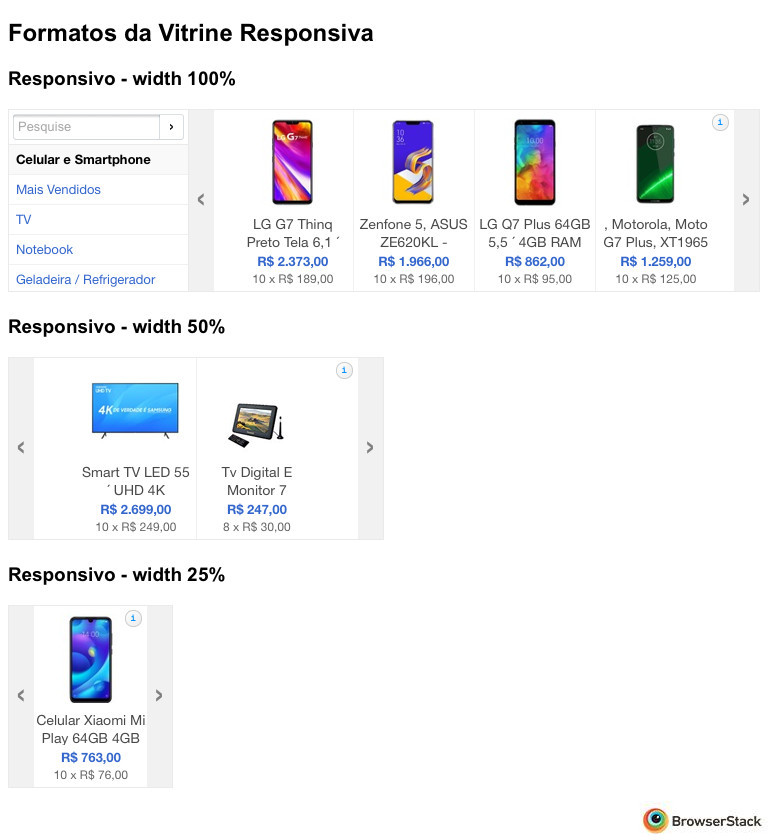 Formatos da Vitrine Responsiva
Responsivo - width 100%
Pesquise
›
Celular e Smartphone
Mais Vendidos
TV
Notebook
Geladeira / Refrigerador
‹
LG G7 Thinq
Preto Tela 6,1 ´
R$ 2.373,00
10 x R$ 189,00
Zenfone 5, ASUS
ZE620KL -
R$ 1.966,00
10 x R$ 196,00
LG Q7 Plus 64GB
5,5 ´ 4GB RAM
R$ 862,00
10 x R$ 95,00
, Motorola, Moto
G7 Plus, XT1965
R$ 1.259,00
10 x R$ 125,00
i
›
Responsivo - width 50%
‹
4K DE VERDADE É SAMSUNG
Smart TV LED 55
´ UHD 4K
R$ 2.699,00
10 x R$ 249,00
Tv Digital E
Monitor 7
R$ 247,00
8 x R$ 30,00
i
›
Responsivo - width 25%
‹
Celular Xiaomi Mi
Play 64GB 4GB
R$ 763,00
10 x R$ 76,00
i
›
BrowserStack